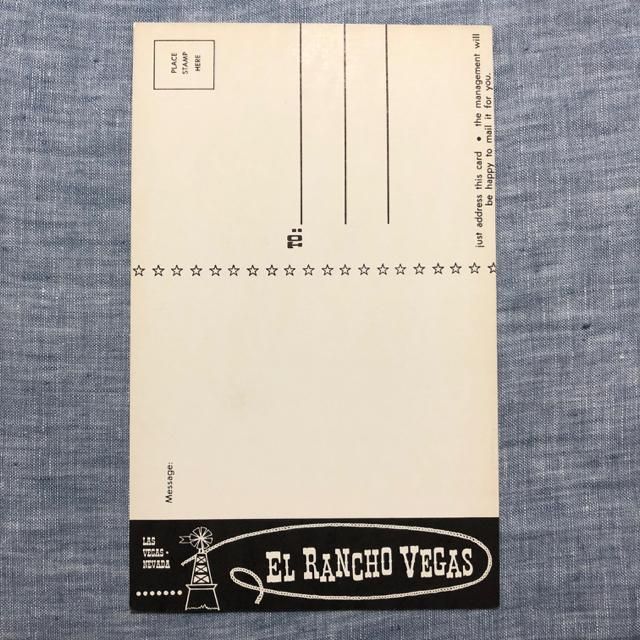 PLACE
STAMP
HERE
TO:
just address this card • the management will
be happy to mail it for you.
Message:
LAS
VEGAS •
NEVADA
EL RANCHO VEGAS